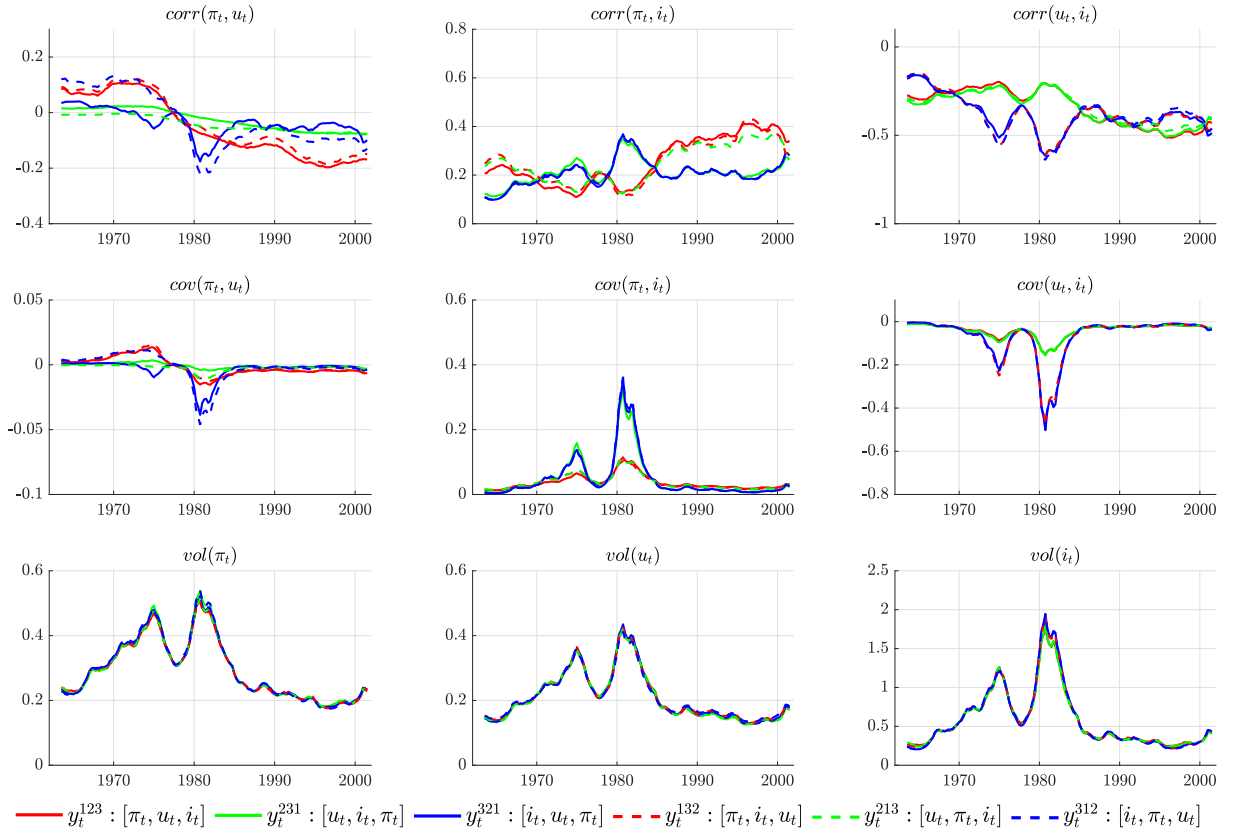 corr(π_t, u_t) corr(π_t, i_t) corr(u_t, i_t)
0.2 0.8 0
0 0.6
-0.2 0.4 -0.5
0.2
-0.4 0 -1
1970 1980 1990 2000 1970 1980 1990 2000 1970 1980 1990 2000
cov(π_t, u_t) cov(π_t, i_t) cov(u_t, i_t)
0.05 0.6 0
0 0.4 -0.2
-0.4
-0.05 0.2 -0.6
-0.1 0 -0.8
1970 1980 1990 2000 1970 1980 1990 2000 1970 1980 1990 2000
vol(π_t) vol(u_t) vol(i_t)
0.6 0.6 2.5
2
0.4 0.4 1.5
0.2 0.2 1
0.5
0 0 0
1970 1980 1990 2000 1970 1980 1990 2000 1970 1980 1990 2000
y_t^{123} : [π_t, u_t, i_t] y_t^{231} : [u_t, i_t, π_t] y_t^{321} : [i_t, u_t, π_t] y_t^{132} : [π_t, i_t, u_t] y_t^{213} : [u_t, π_t, i_t] y_t^{312} : [i_t, π_t, u_t]